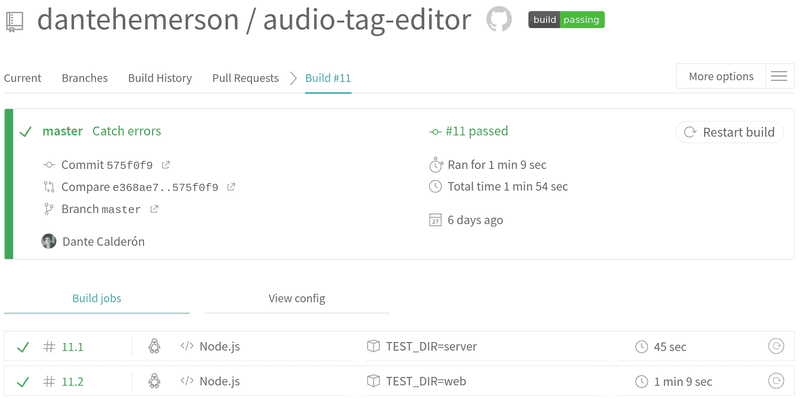 dantehemerson / audio-tag-editor build passing
Current Branches Build History Pull Requests Build #11 More options
master Catch errors #11 passed Restart build
Commit 575f0f9 Ran for 1 min 9 sec
Compare e368ae7..575f0f9 Total time 1 min 54 sec
Branch master
27 6 days ago
Dante Calderón
Build jobs View config
# 11.1 </> Node.js TEST_DIR=server 45 sec
# 11.2 </> Node.js TEST_DIR=web 1 min 9 sec